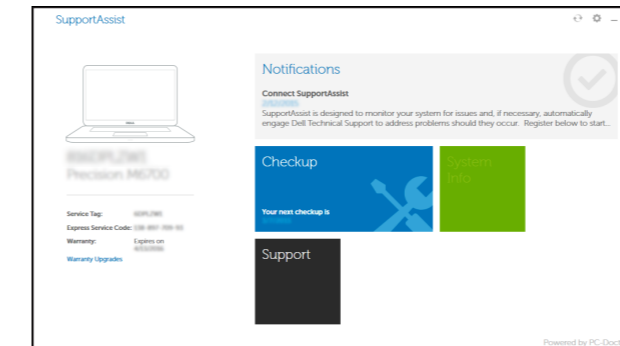 SupportAssist
Notifications
Connect SupportAssist
SupportAssist is designed to monitor your system for issues and, if necessary, automatically
engage Dell Technical Support to address problems should they occur. Register below to start...
Precision M6700
Checkup
System
Info
Your next checkup is
Service Tag:
Express Service Code:
Warranty: Expires on
Warranty Upgrades
Support
Powered by PC-Doct